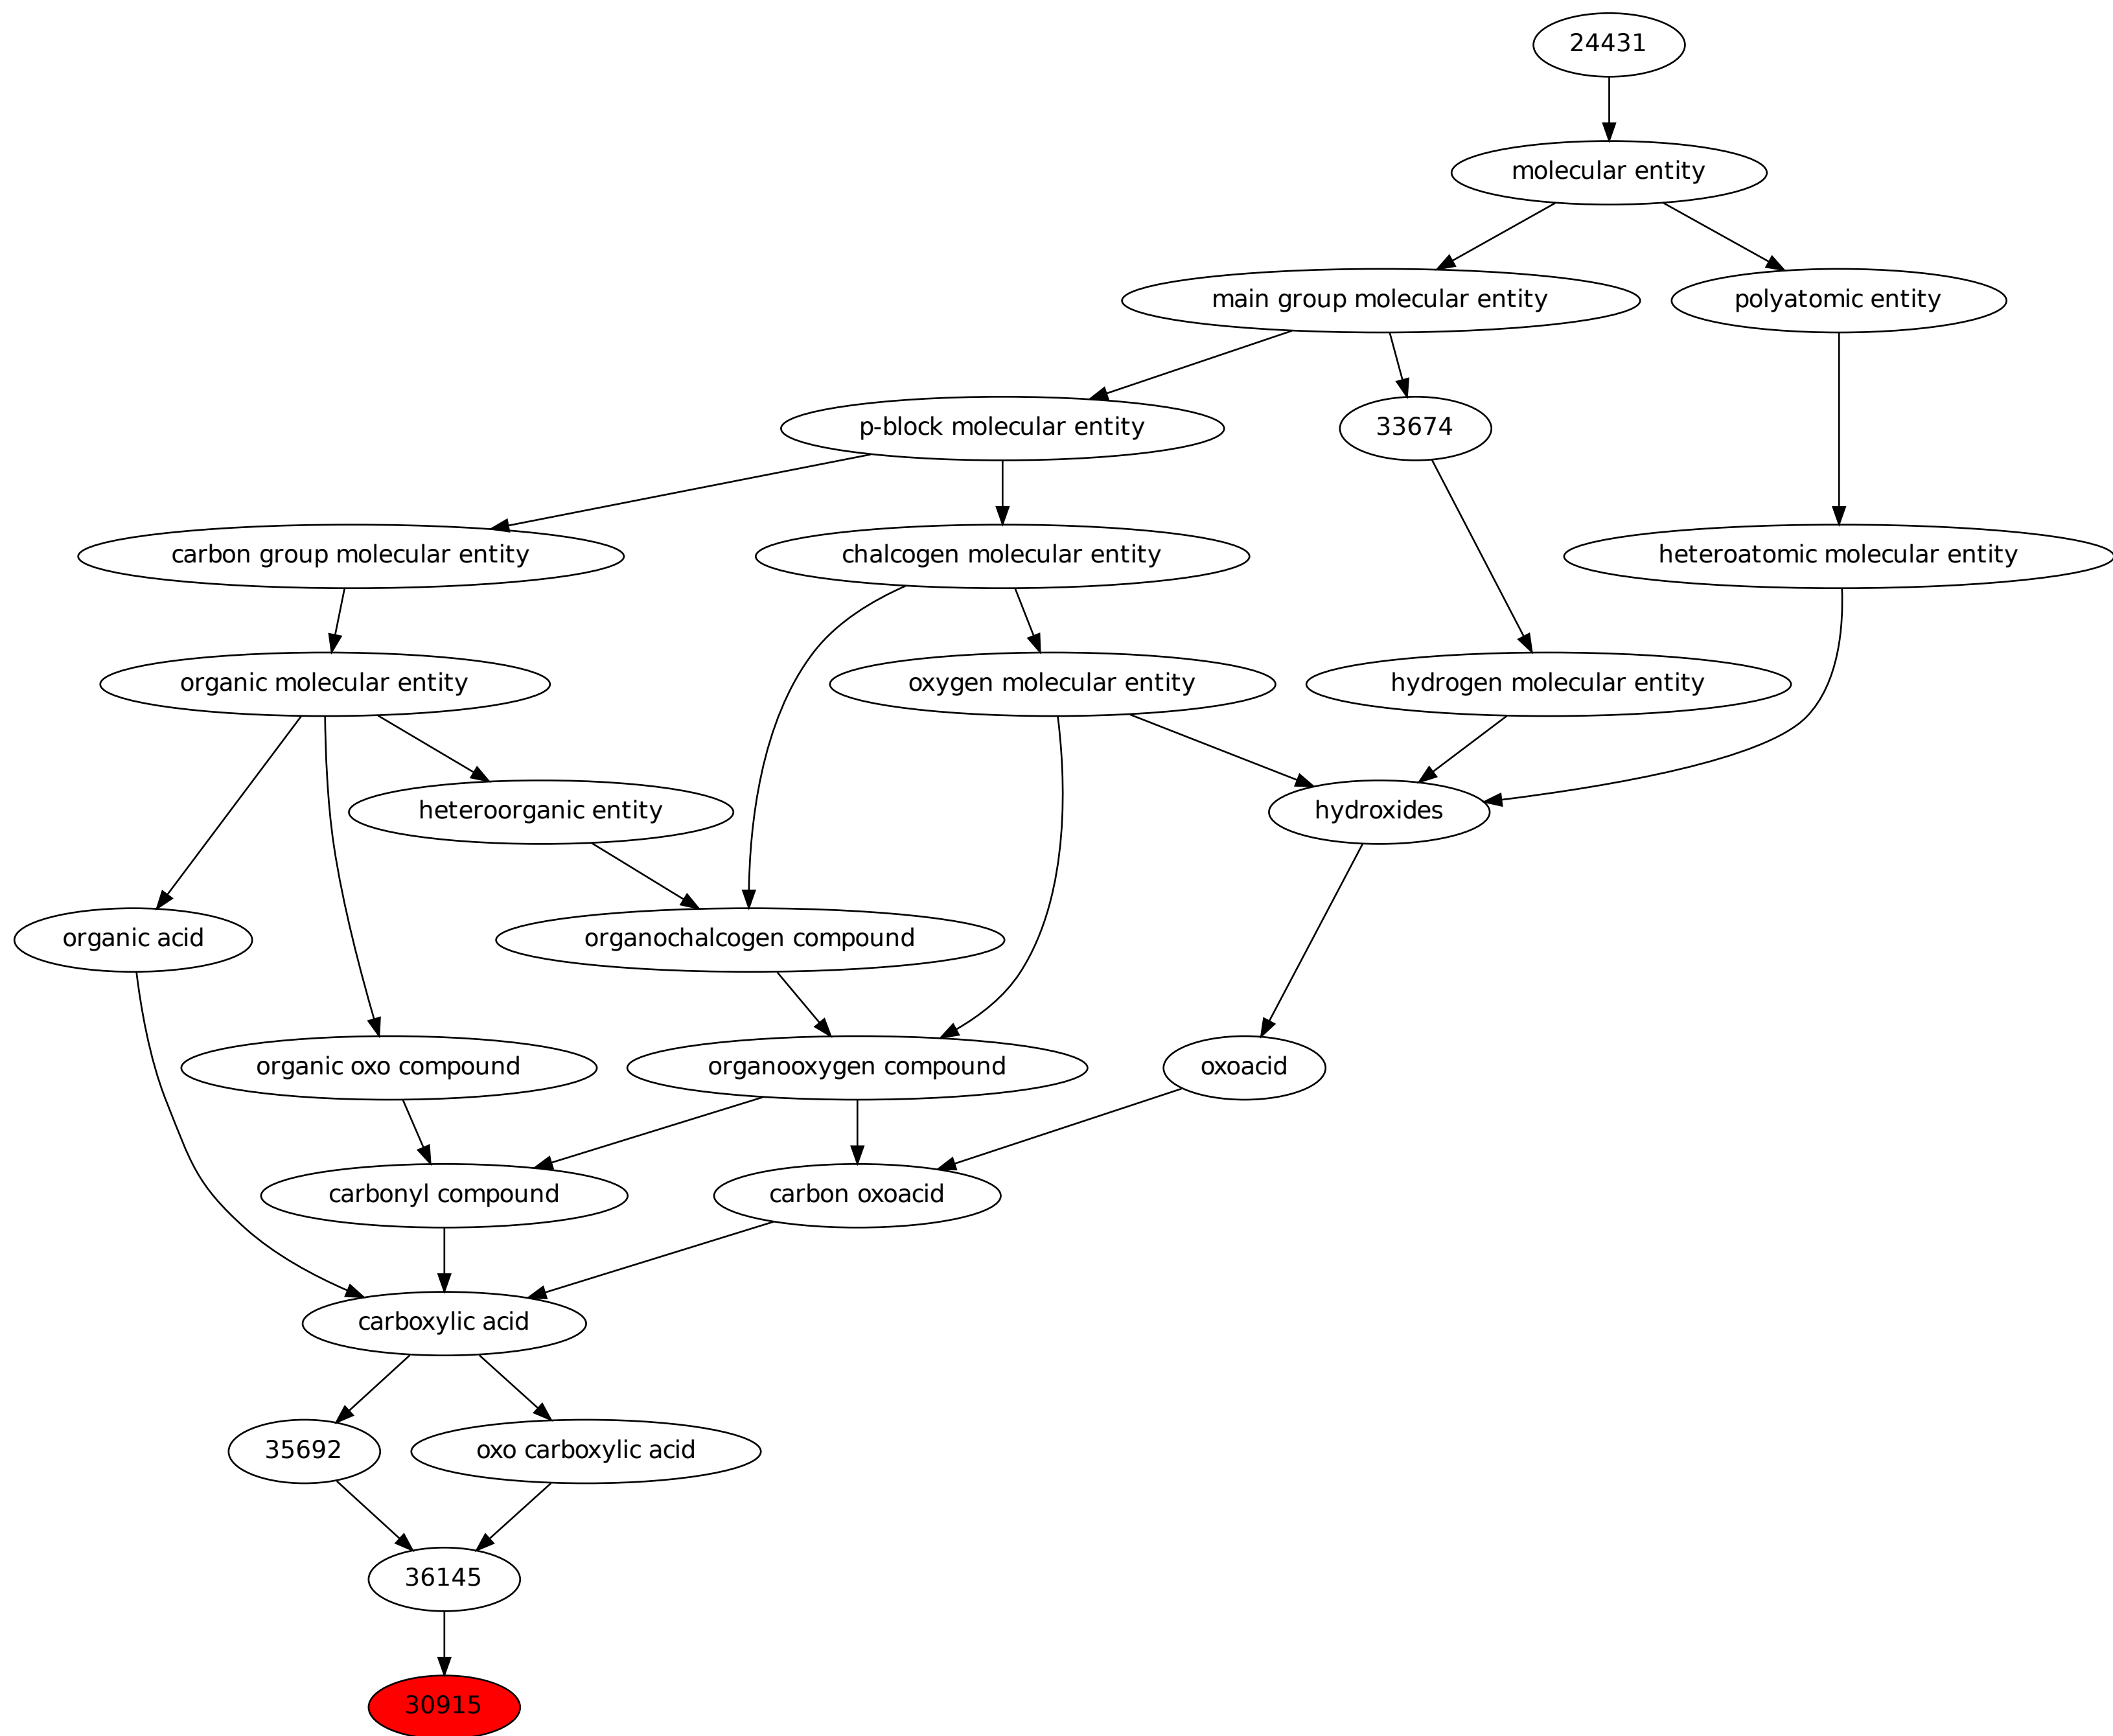 24431
molecular entity
main group molecular entity
polyatomic entity
p-block molecular entity
33674
carbon group molecular entity
chalcogen molecular entity
heteroatomic molecular entity
organic molecular entity
oxygen molecular entity
hydrogen molecular entity
heteroorganic entity
hydroxides
organic acid
organochalcogen compound
organic oxo compound
organooxygen compound
oxoacid
carbonyl compound
carbon oxoacid
carboxylic acid
35692
oxo carboxylic acid
36145
30915